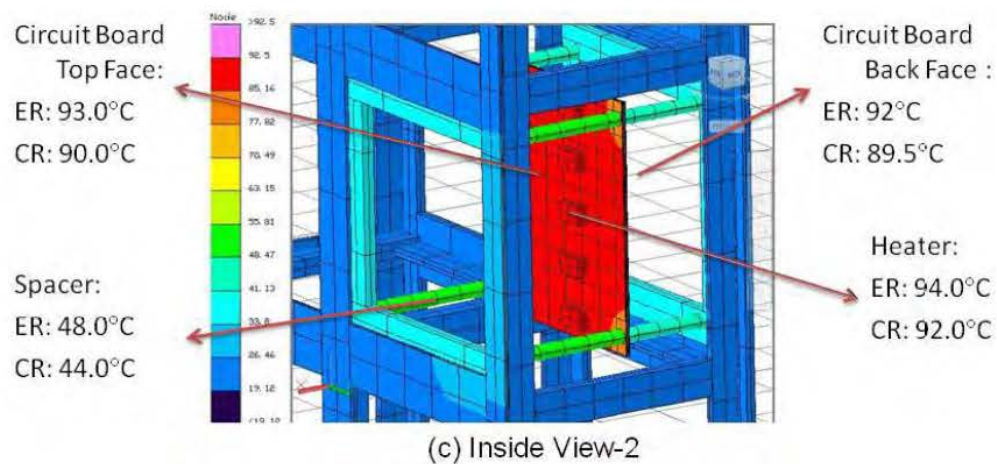 Circuit Board
Top Face:
ER: 93.0°C
CR: 90.0°C
Spacer:
ER: 48.0°C
CR: 44.0°C
Node
>92.5
92.5
85.16
77.82
70.49
63.15
55.81
48.47
41.13
33.8
26.46
19.12
<19.12
Circuit Board
Back Face :
ER: 92°C
CR: 89.5°C
Heater:
ER: 94.0°C
CR: 92.0°C
(c) Inside View-2